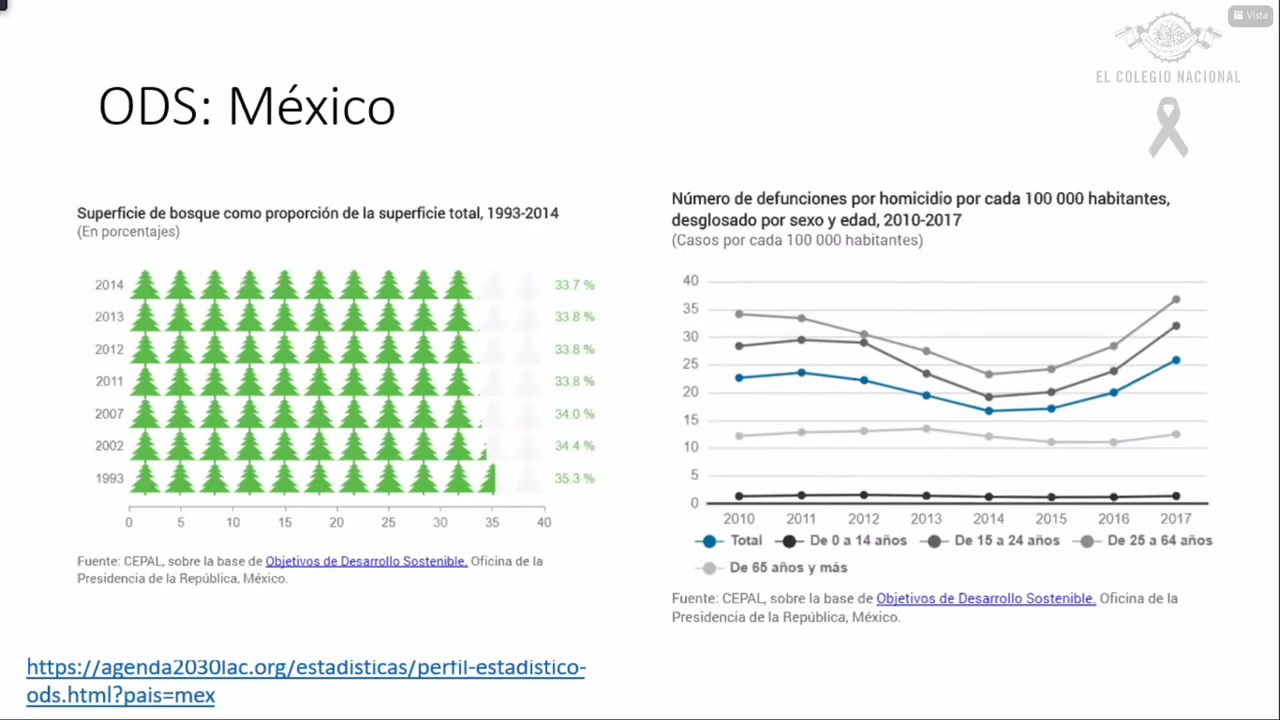 Vista
EL COLEGIO NACIONAL
ODS: México
Superficie de bosque como proporción de la superficie total, 1993-2014
(En porcentajes)
2014 33.7 %
2013 33.8 %
2012 33.8 %
2011 33.8 %
2007 34.0 %
2002 34.4 %
1993 35.3 %
0 5 10 15 20 25 30 35 40
Fuente: CEPAL, sobre la base de Objetivos de Desarrollo Sostenible. Oficina de la
Presidencia de la República, México.
Número de defunciones por homicidio por cada 100 000 habitantes,
desglosado por sexo y edad, 2010-2017
(Casos por cada 100 000 habitantes)
40
35
30
25
20
15
10
5
0
2010 2011 2012 2013 2014 2015 2016 2017
Total De 0 a 14 años De 15 a 24 años De 25 a 64 años
De 65 años y más
Fuente: CEPAL, sobre la base de Objetivos de Desarrollo Sostenible. Oficina de la
Presidencia de la República, México.
https://agenda2030lac.org/estadisticas/perfil-estadistico-
ods.html?pais=mex